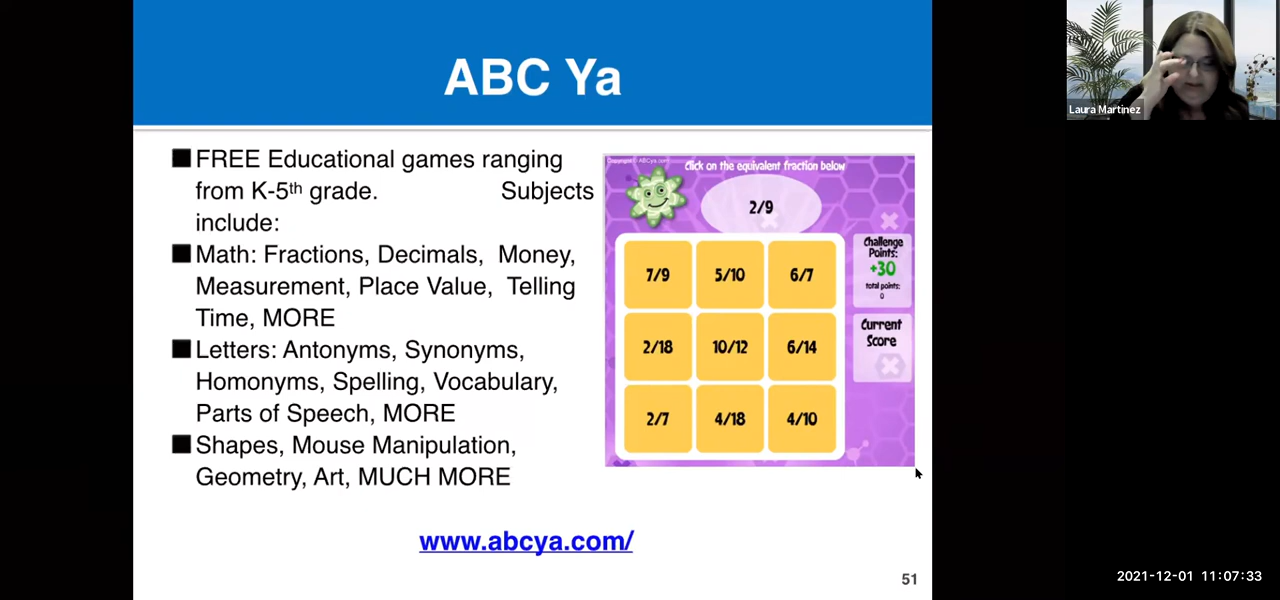 ABC Ya
FREE Educational games ranging
from K-5th grade. Subjects
include:
Math: Fractions, Decimals, Money,
Measurement, Place Value, Telling
Time, MORE
Letters: Antonyms, Synonyms,
Homonyms, Spelling, Vocabulary,
Parts of Speech, MORE
Shapes, Mouse Manipulation,
Geometry, Art, MUCH MORE
www.abcya.com/
51
Copyright © ABCya.com
Click on the equivalent fraction below
2/9
7/9 5/10 6/7
2/18 10/12 6/14
2/7 4/18 4/10
Challenge
Points:
+30
total points:
0
Current
Score
Laura Martinez
2021-12-01 11:07:33